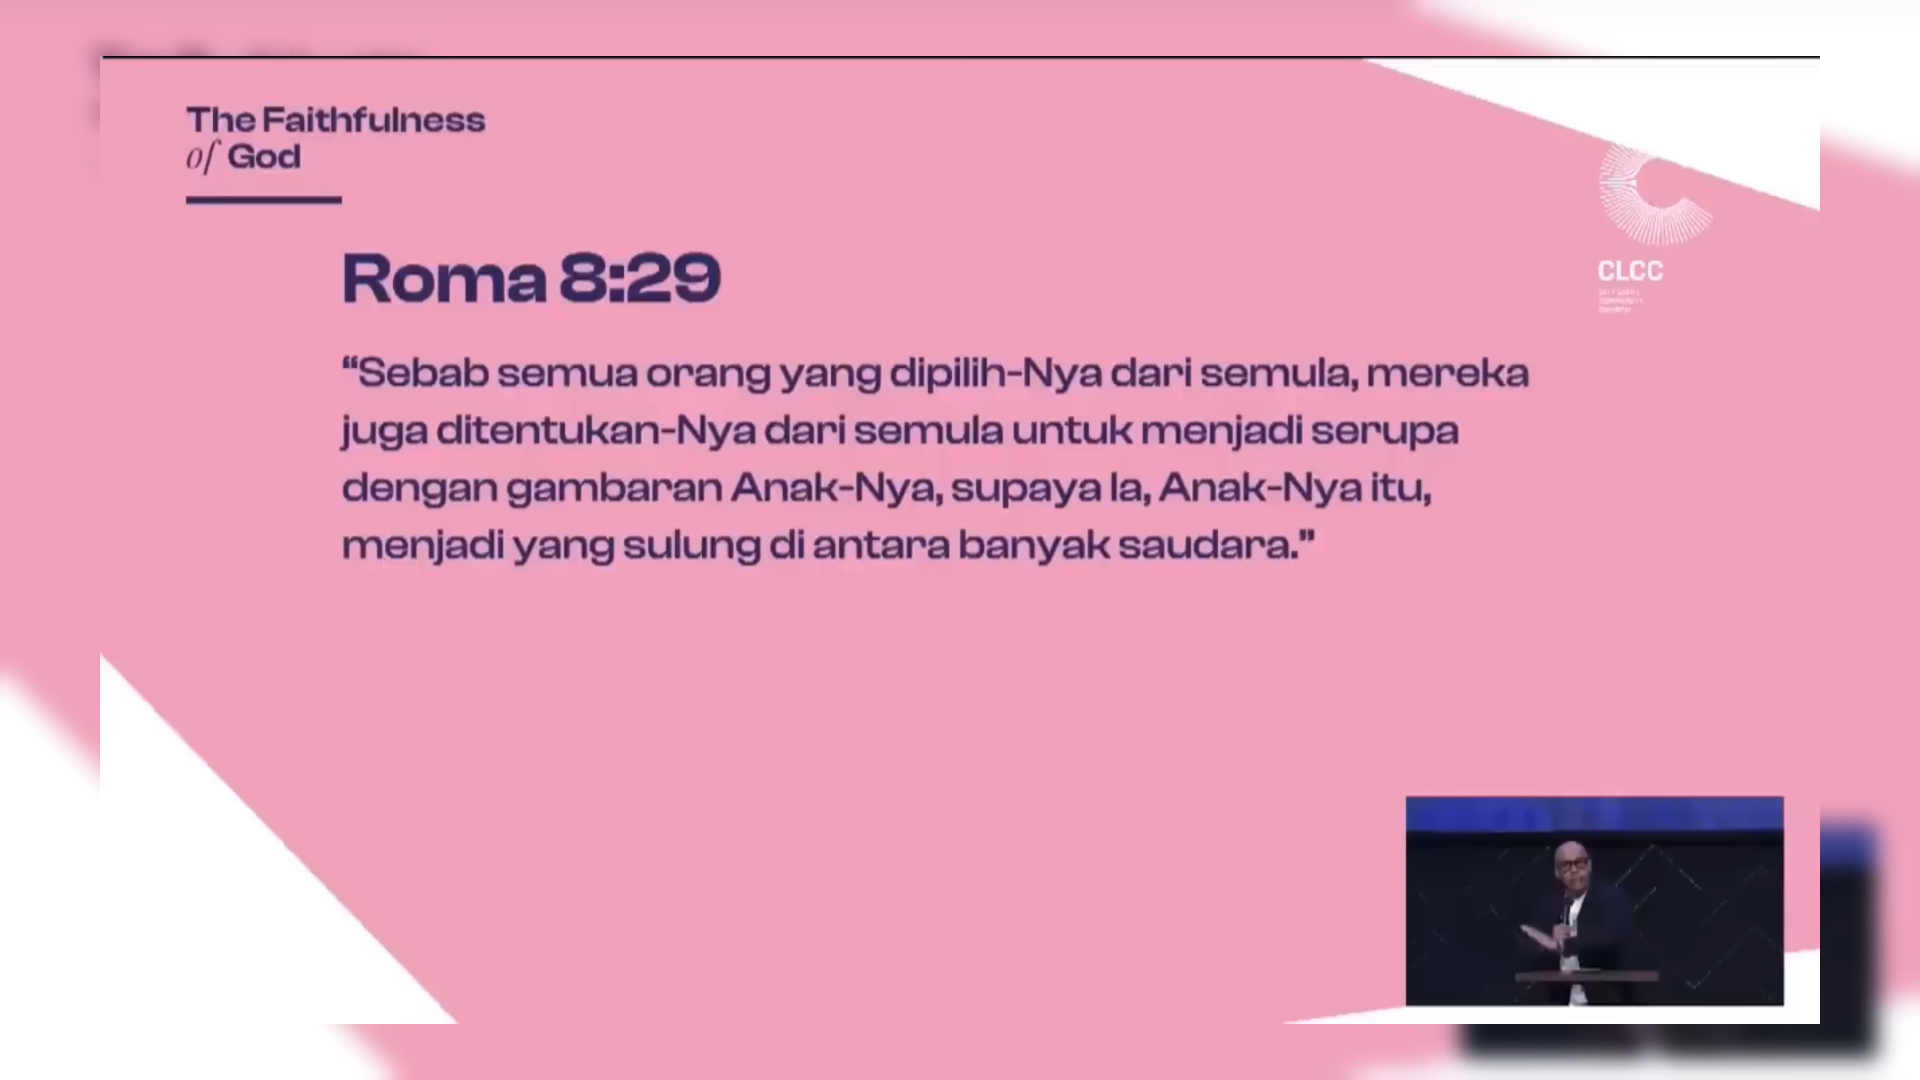 The Faithfulness
of God
Roma 8:29
“Sebab semua orang yang dipilih-Nya dari semula, mereka
juga ditentukan-Nya dari semula untuk menjadi serupa
dengan gambaran Anak-Nya, supaya Ia, Anak-Nya itu,
menjadi yang sulung di antara banyak saudara.”
CLCC